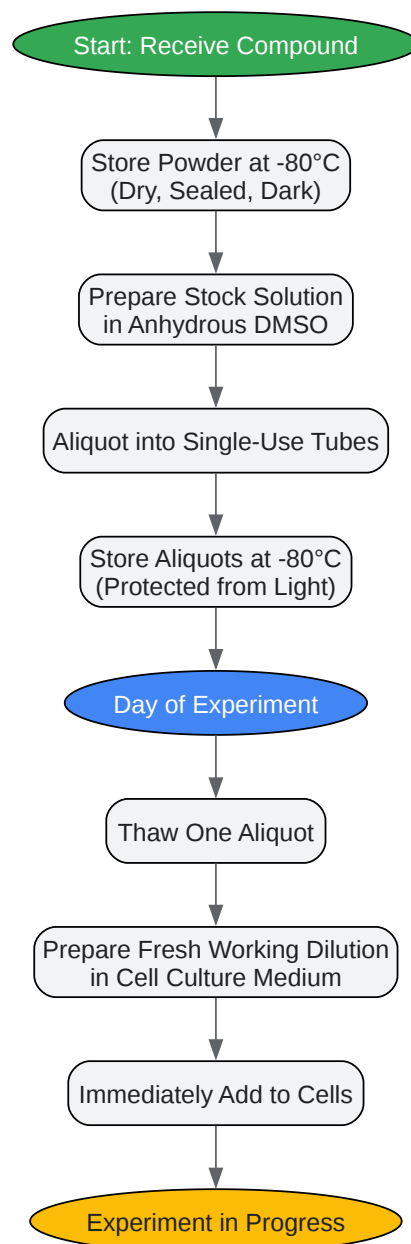 Start: Receive Compound
Store Powder at -80°C
(Dry, Sealed, Dark)
Prepare Stock Solution
in Anhydrous DMSO
Aliquot into Single-Use Tubes
Store Aliquots at -80°C
(Protected from Light)
Day of Experiment
Thaw One Aliquot
Prepare Fresh Working Dilution
in Cell Culture Medium
Immediately Add to Cells
Experiment in Progress